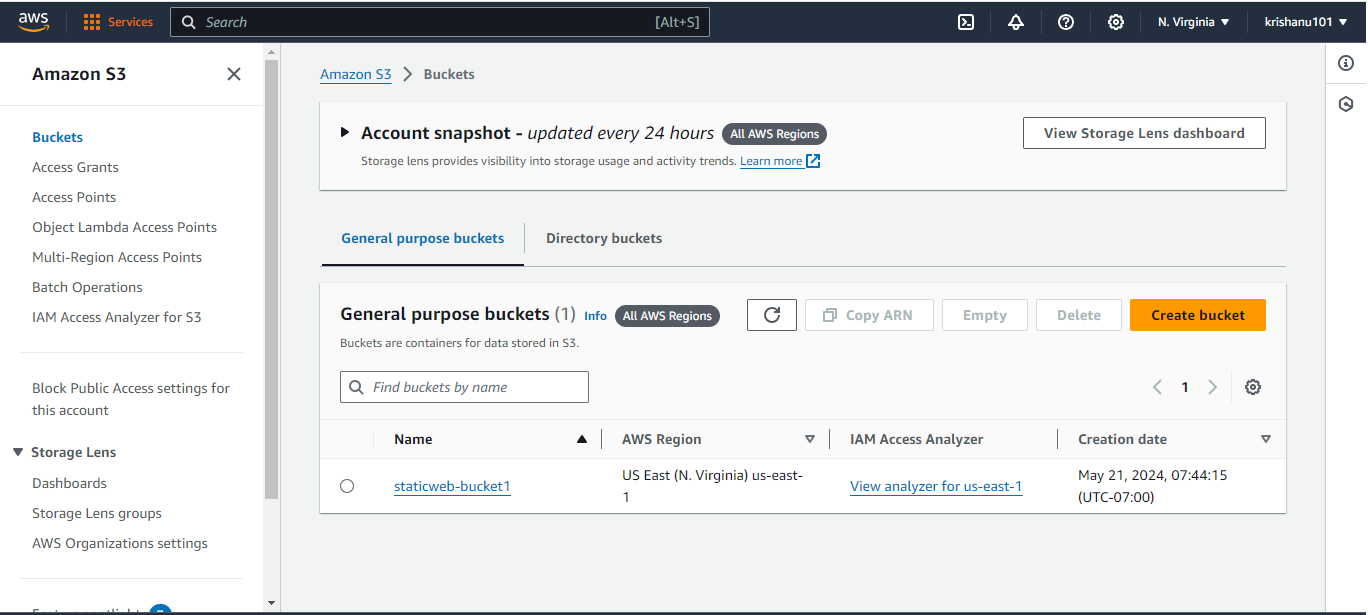 aws
Services
Search
[Alt+S]
N. Virginia
krishanu101
Amazon S3
Buckets
Access Grants
Access Points
Object Lambda Access Points
Multi-Region Access Points
Batch Operations
IAM Access Analyzer for S3
Block Public Access settings for
this account
Storage Lens
Dashboards
Storage Lens groups
AWS Organizations settings
Amazon S3
Buckets
Account snapshot - updated every 24 hours
All AWS Regions
Storage lens provides visibility into storage usage and activity trends. Learn more
View Storage Lens dashboard
General purpose buckets
Directory buckets
General purpose buckets (1)
Info
All AWS Regions
Buckets are containers for data stored in S3.
Copy ARN
Empty
Delete
Create bucket
Find buckets by name
1
Name
AWS Region
IAM Access Analyzer
Creation date
staticweb-bucket1
US East (N. Virginia) us-east-
1
View analyzer for us-east-1
May 21, 2024, 07:44:15
(UTC-07:00)